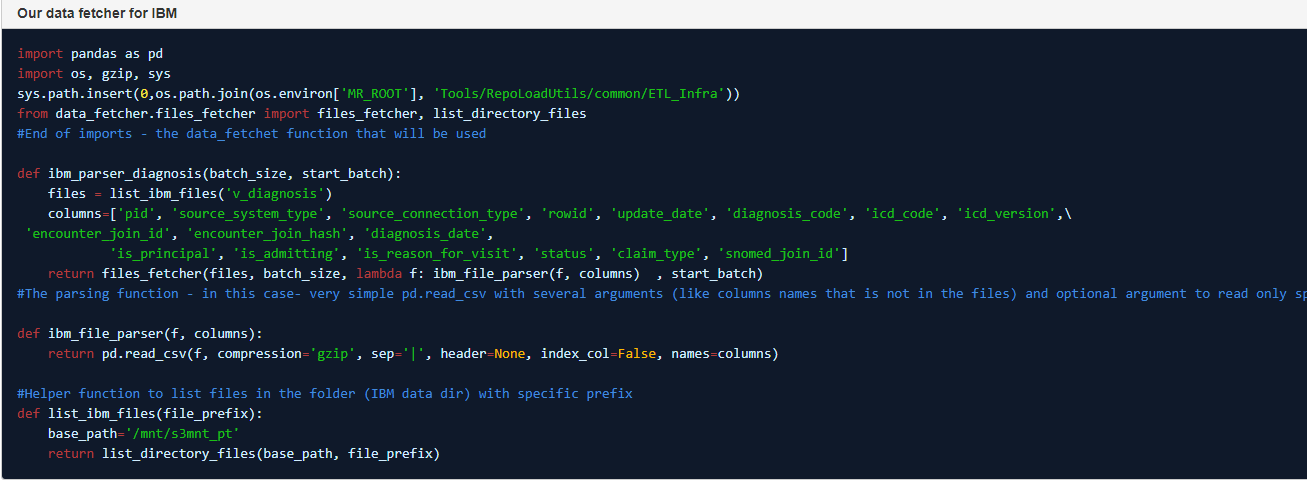 Our data fetcher for IBM
import pandas as pd
import os, gzip, sys
sys.path.insert(0,os.path.join(os.environ['MR_ROOT'], 'Tools/RepoLoadUtils/common/ETL_Infra'))
from data_fetcher.files_fetcher import files_fetcher, list_directory_files
#End of imports - the data_fetchet function that will be used
def ibm_parser_diagnosis(batch_size, start_batch):
    files = list_ibm_files('v_diagnosis')
    columns=['pid', 'source_system_type', 'source_connection_type', 'rowid', 'update_date', 'diagnosis_code', 'icd_code', 'icd_version',\
 'encounter_join_id', 'encounter_join_hash', 'diagnosis_date',
            'is_principal', 'is_admitting', 'is_reason_for_visit', 'status', 'claim_type', 'snomed_join_id']
    return files_fetcher(files, batch_size, lambda f: ibm_file_parser(f, columns)  , start_batch)
#The parsing function - in this case- very simple pd.read_csv with several arguments (like columns names that is not in the files) and optional argument to read only
def ibm_file_parser(f, columns):
    return pd.read_csv(f, compression='gzip', sep='|', header=None, index_col=False, names=columns)
#Helper function to list files in the folder (IBM data dir) with specific prefix
def list_ibm_files(file_prefix):
    base_path='/mnt/s3mnt_pt'
    return list_directory_files(base_path, file_prefix)